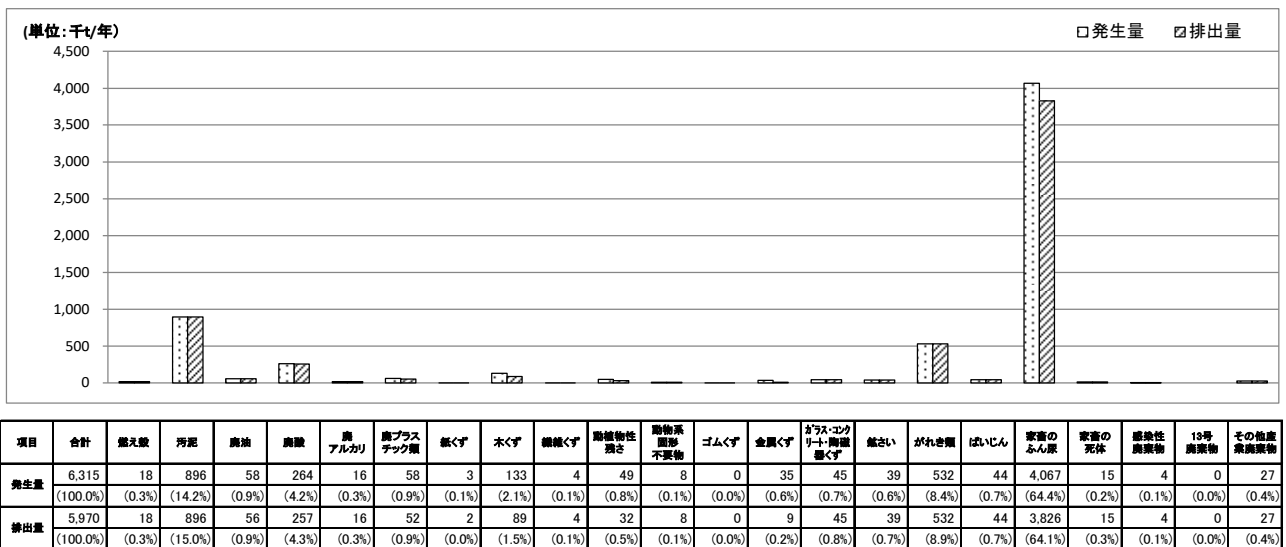 (単位:千t/年)
□発生量 ▨排出量
4,500
4,000
3,500
3,000
2,500
2,000
1,500
1,000
500
0
項目 合計 燃え殻 汚泥 廃油 廃酸 廃アルカリ 廃プラスチック類 紙くず 木くず 繊維くず 動植物性残さ 動物系固形不要物 ゴムくず 金属くず ガラス・コンクリート・陶磁器くず 鉱さい がれき類 ばいじん 家畜のふん尿 家畜の死体 感染性廃棄物 13号廃棄物 その他産業廃棄物
発生量 6,315 18 896 58 264 16 58 3 133 4 49 8 0 35 45 39 532 44 4,067 15 4 0 27
(100.0%) (0.3%) (14.2%) (0.9%) (4.2%) (0.3%) (0.9%) (0.1%) (2.1%) (0.1%) (0.8%) (0.1%) (0.0%) (0.6%) (0.7%) (0.6%) (8.4%) (0.7%) (64.4%) (0.2%) (0.1%) (0.0%) (0.4%)
排出量 5,970 18 896 56 257 16 52 2 89 4 32 8 0 9 45 39 532 44 3,826 15 4 0 27
(100.0%) (0.3%) (15.0%) (0.9%) (4.3%) (0.3%) (0.9%) (0.0%) (1.5%) (0.1%) (0.5%) (0.1%) (0.0%) (0.2%) (0.8%) (0.7%) (8.9%) (0.7%) (64.1%) (0.3%) (0.1%) (0.0%) (0.4%)